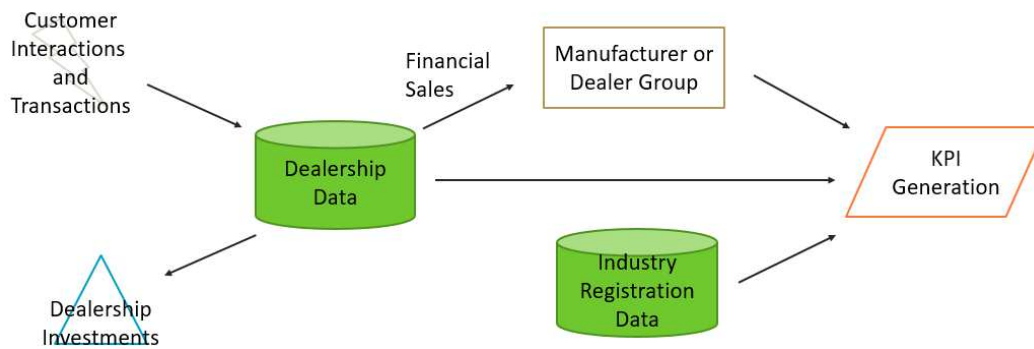 Customer
Interactions
and
Transactions
Financial
Sales
Manufacturer or
Dealer Group
Dealership
Data
KPI
Generation
Industry
Registration
Data
Dealership
Investments